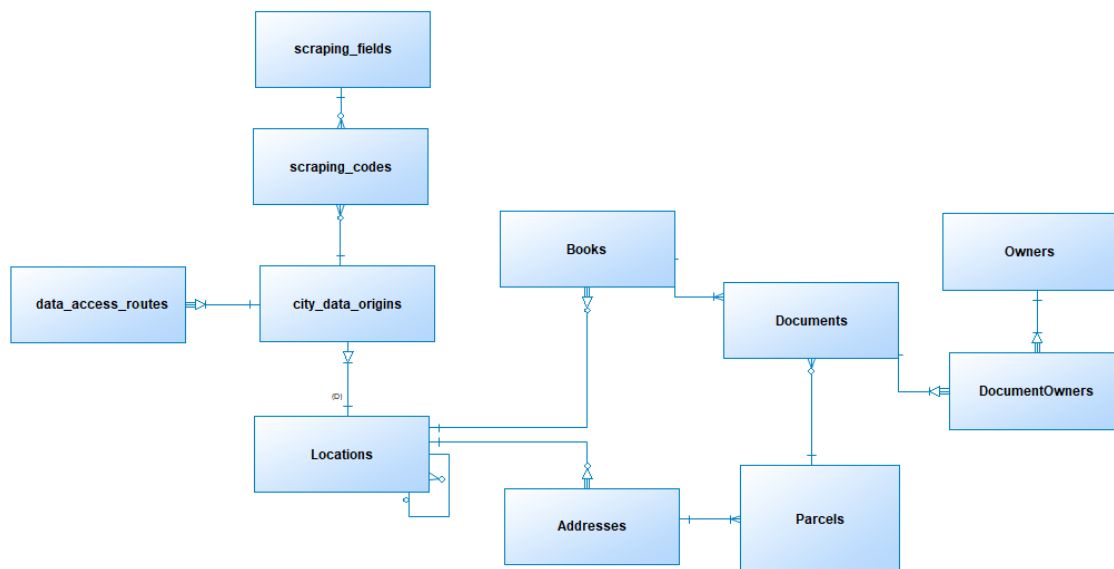 scraping_fields
scraping_codes
Books
Owners
data_access_routes
city_data_origins
Documents
DocumentOwners
(D)
Locations
Addresses
Parcels